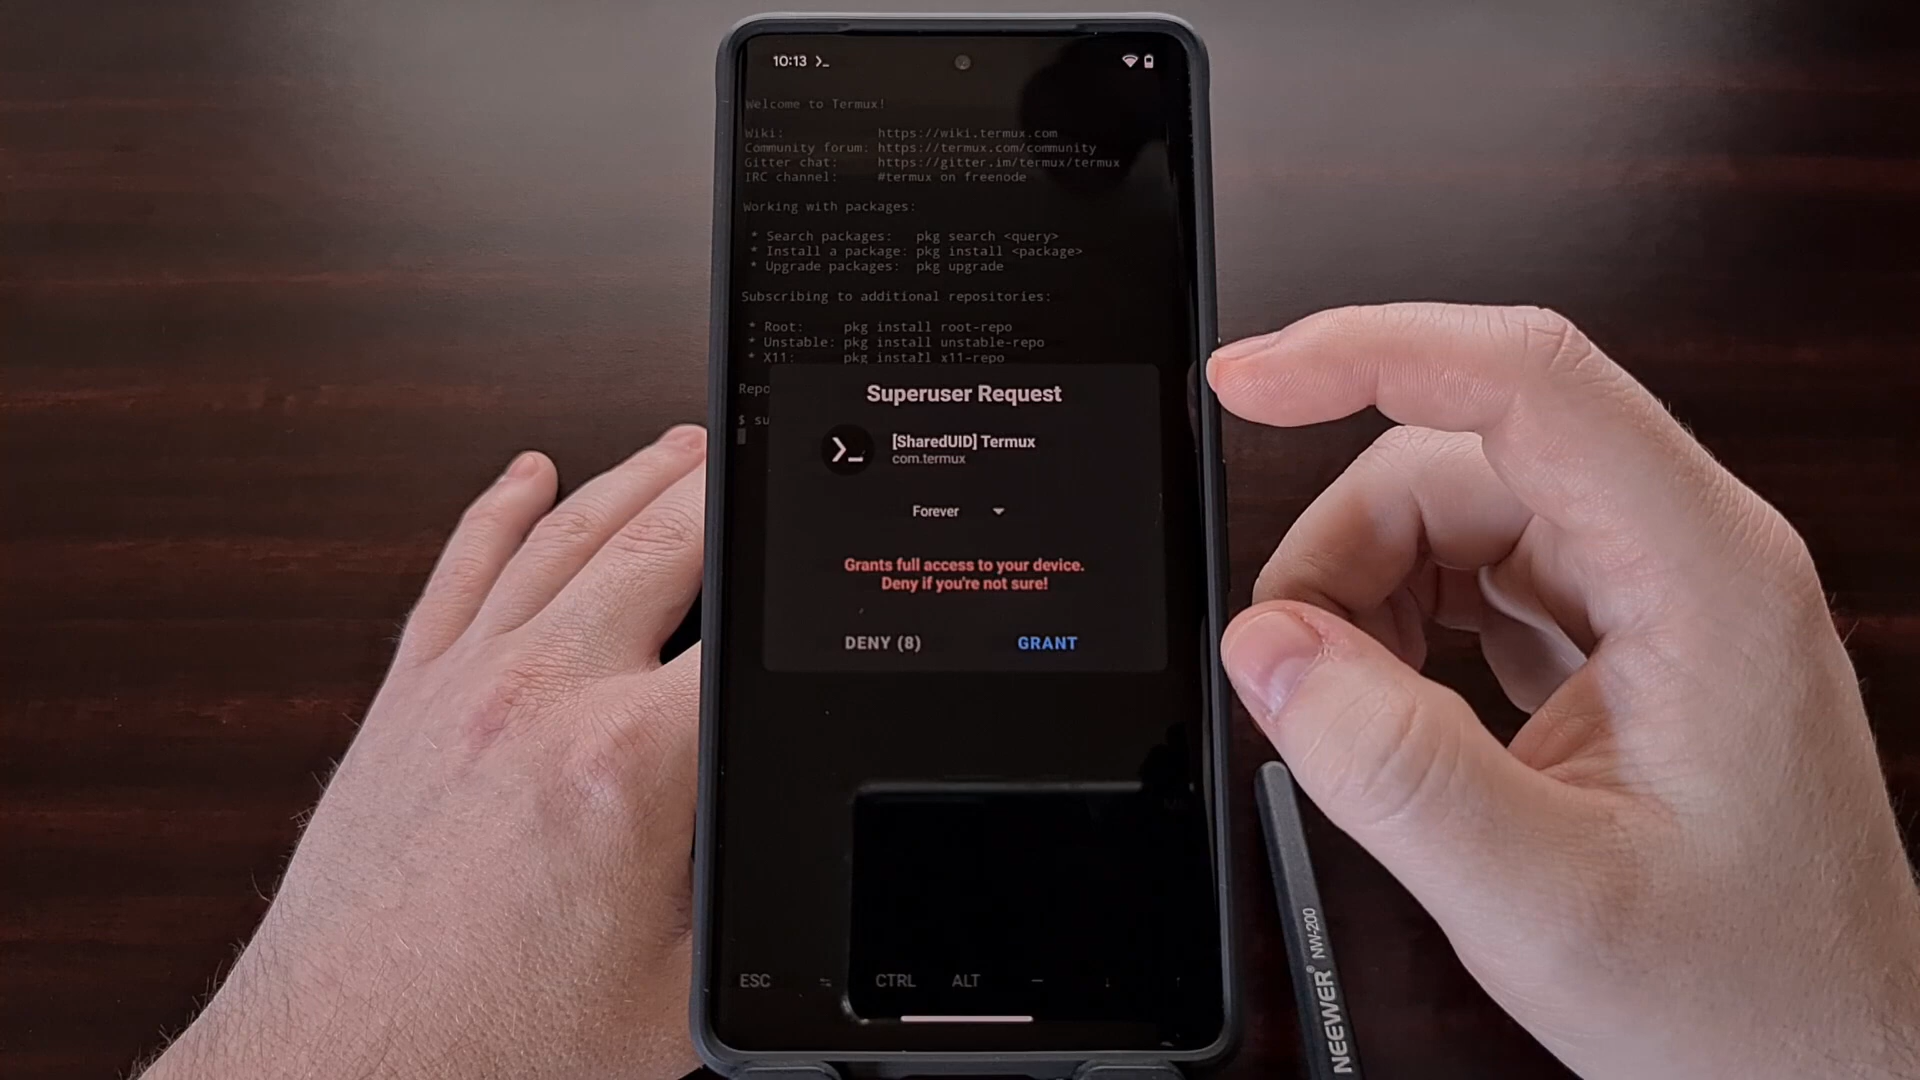 10:13 >_
Welcome to Termux!
Wiki: https://wiki.termux.com
Community forum: https://termux.com/community
Gitter chat: https://gitter.im/termux/termux
IRC channel: #termux on freenode
Working with packages:
* Search packages: pkg search <query>
* Install a package: pkg install <package>
* Upgrade packages: pkg upgrade
Subscribing to additional repositories:
* Root: pkg install root-repo
* Unstable: pkg install unstable-repo
* X11: pkg install x11-repo
Repo
$ su
Superuser Request
>_
[SharedUID] Termux
com.termux
Forever
Grants full access to your device.
Deny if you're not sure!
DENY (8) GRANT
ESC CTRL ALT — ↓ ↑
NEEWER® NW-200